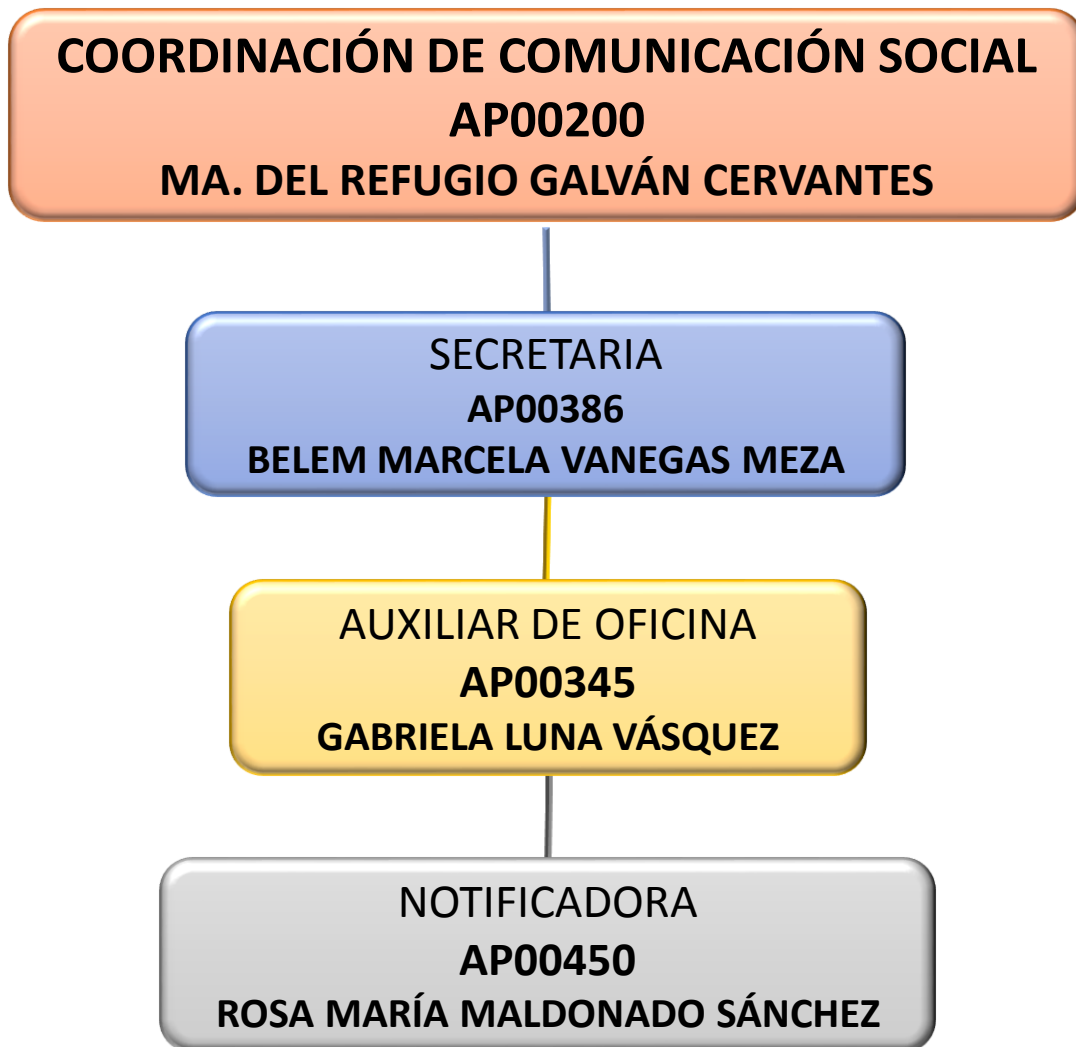 COORDINACIÓN DE COMUNICACIÓN SOCIAL
AP00200
MA. DEL REFUGIO GALVÁN CERVANTES
SECRETARIA
AP00386
BELEM MARCELA VANEGAS MEZA
AUXILIAR DE OFICINA
AP00345
GABRIELA LUNA VÁSQUEZ
NOTIFICADORA
AP00450
ROSA MARÍA MALDONADO SÁNCHEZ